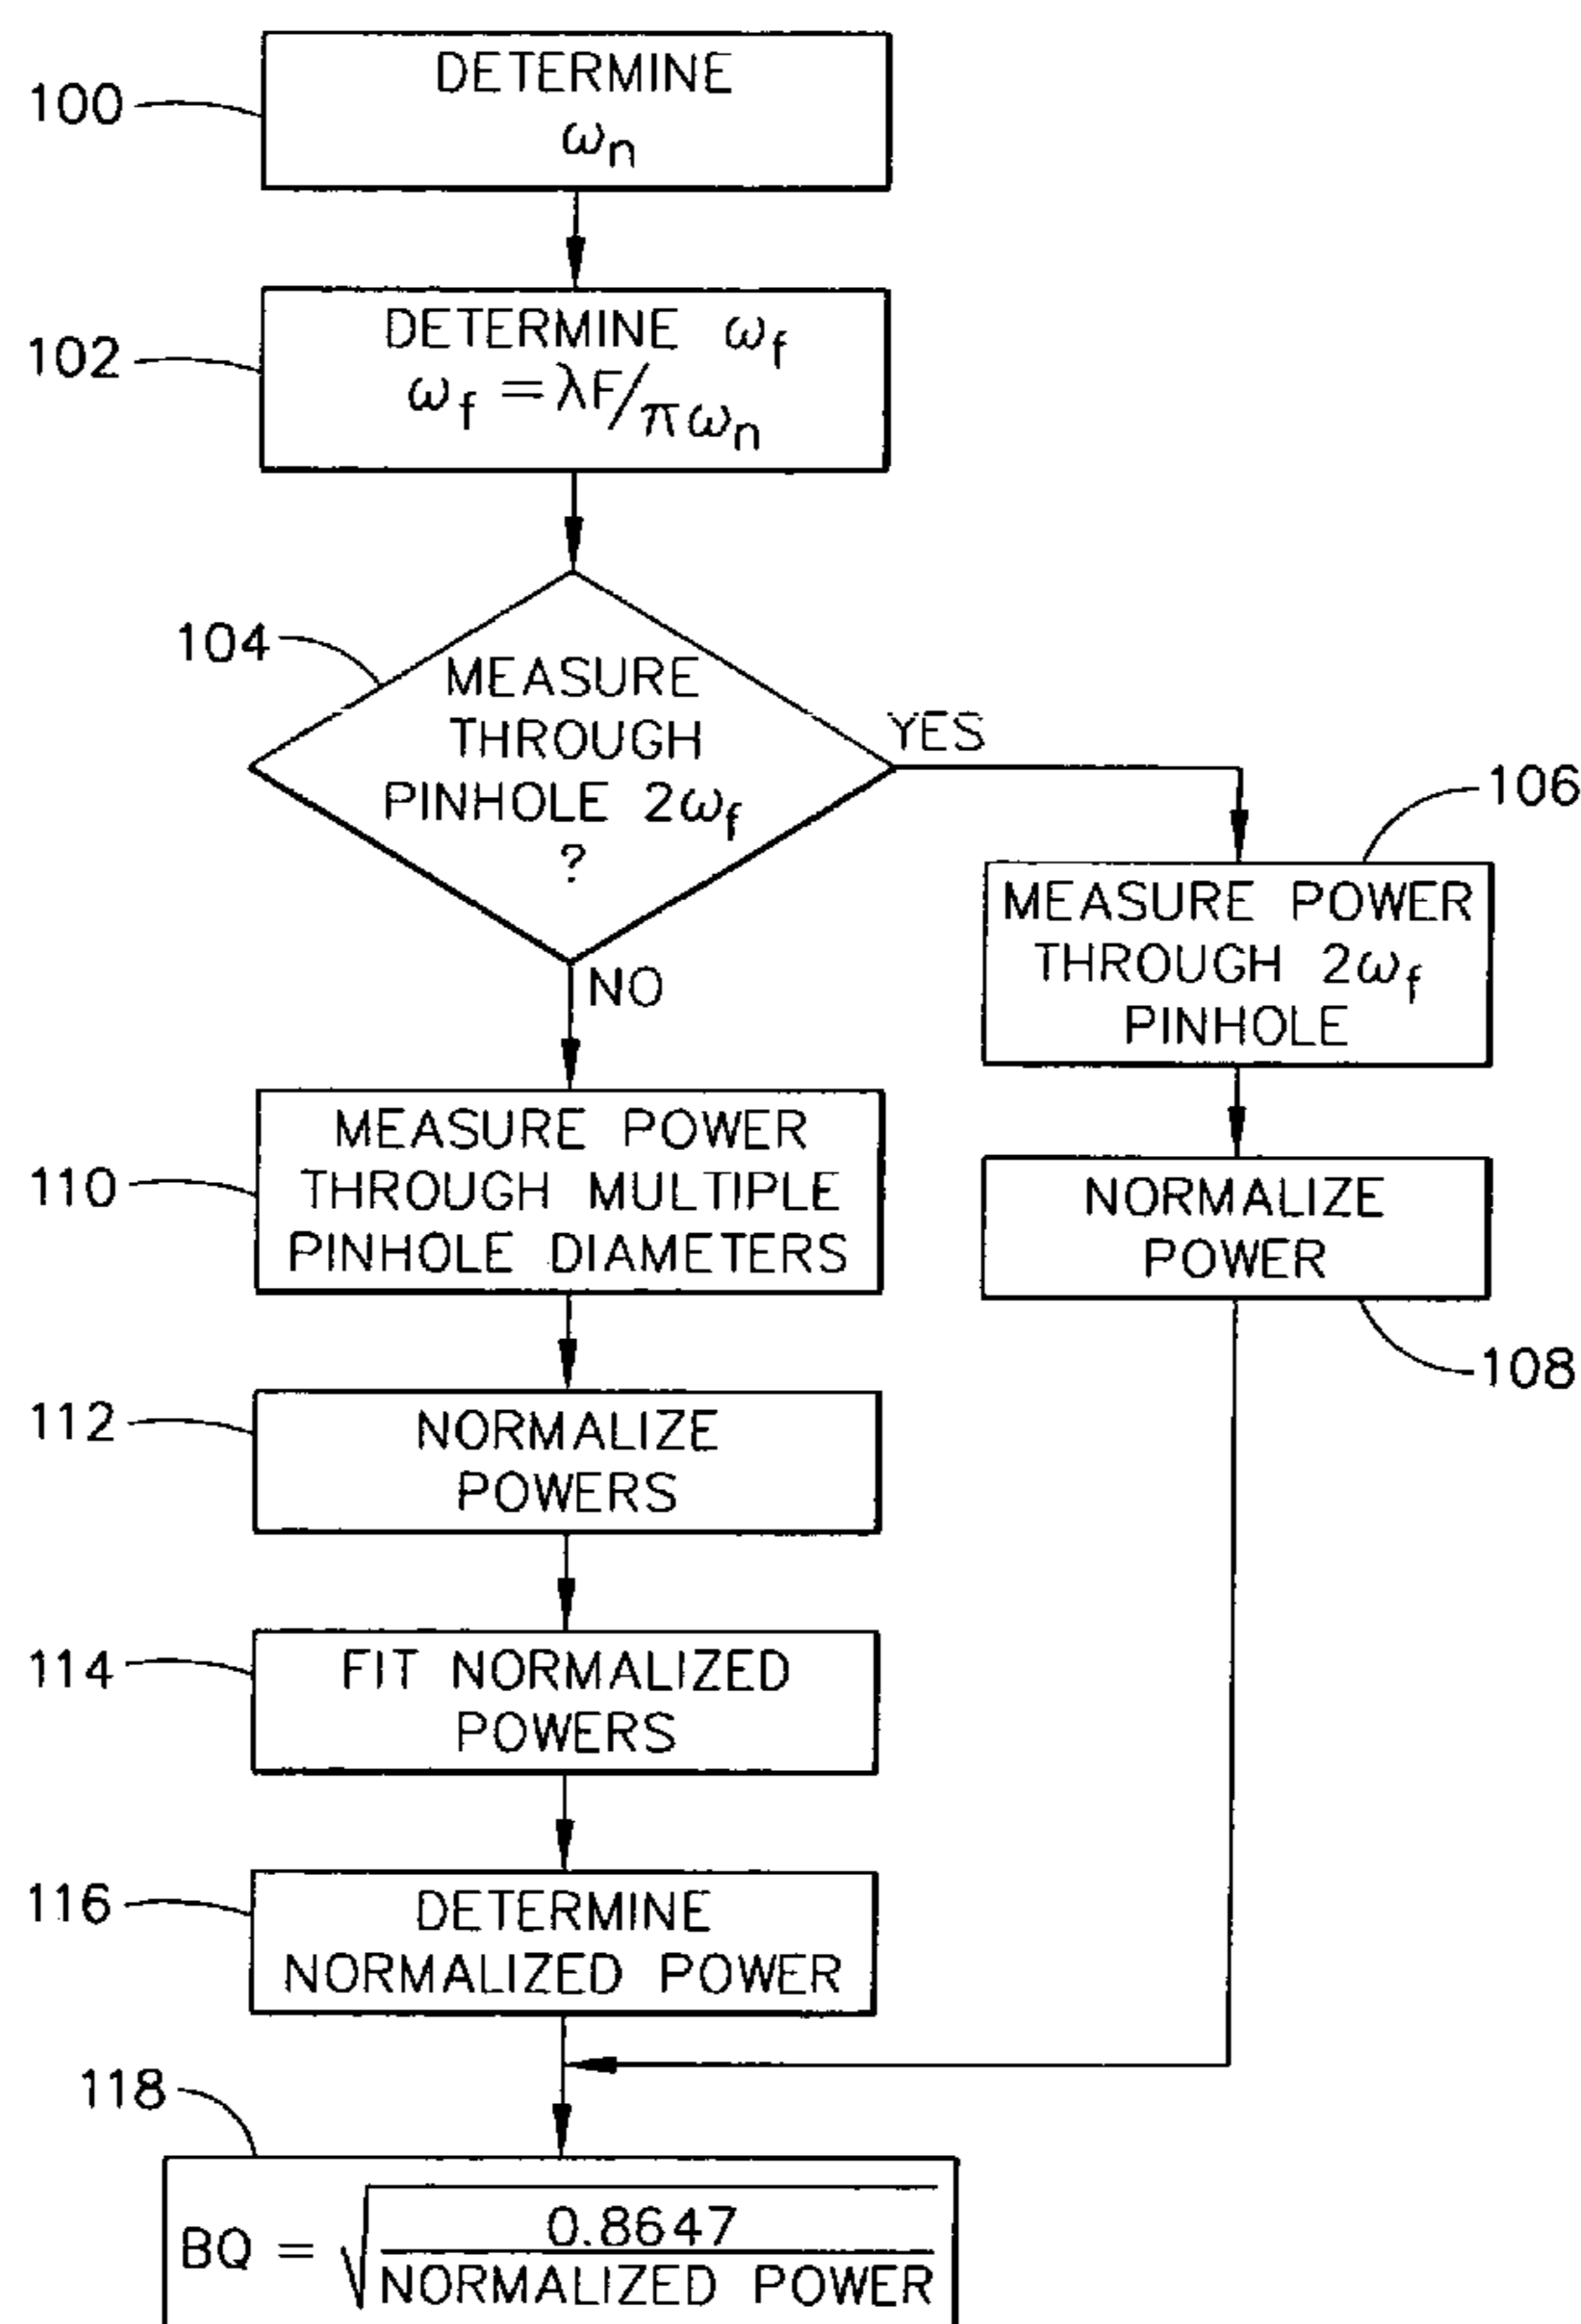 100
DETERMINE
ωn
102
DETERMINE ωf
ωf = λF/πωn
104
MEASURE
THROUGH
PINHOLE 2ωf
?
YES
NO
106
MEASURE POWER
THROUGH 2ωf
PINHOLE
NORMALIZE
POWER
108
110
MEASURE POWER
THROUGH MULTIPLE
PINHOLE DIAMETERS
112
NORMALIZE
POWERS
114
FIT NORMALIZED
POWERS
116
DETERMINE
NORMALIZED POWER
118
BQ = √0.8647
NORMALIZED POWER